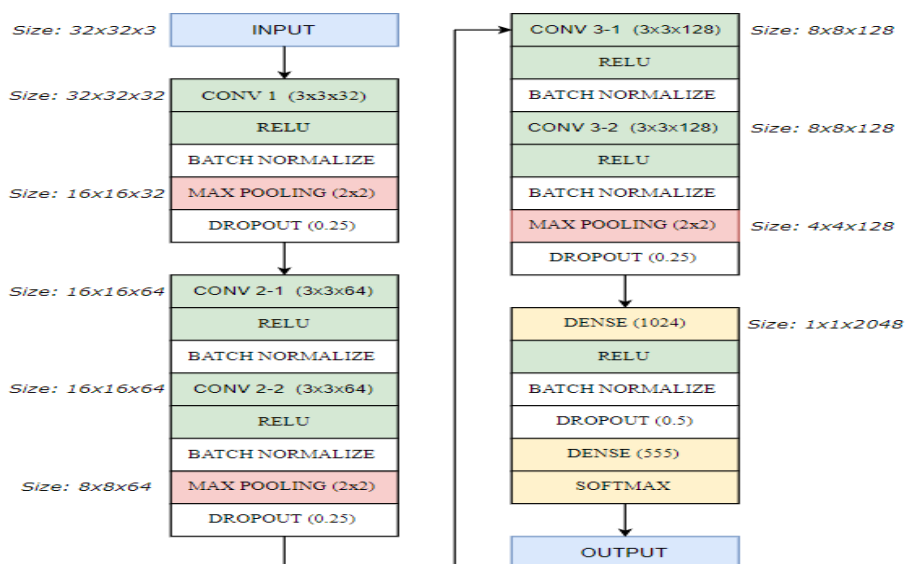 Size: 32x32x3
INPUT
Size: 32x32x32
CONV 1 (3x3x32)
RELU
BATCH NORMALIZE
Size: 16x16x32
MAX POOLING (2x2)
DROPOUT (0.25)
Size: 16x16x64
CONV 2-1 (3x3x64)
RELU
BATCH NORMALIZE
Size: 16x16x64
CONV 2-2 (3x3x64)
RELU
BATCH NORMALIZE
Size: 8x8x64
MAX POOLING (2x2)
DROPOUT (0.25)
CONV 3-1 (3x3x128)
Size: 8x8x128
RELU
BATCH NORMALIZE
CONV 3-2 (3x3x128)
Size: 8x8x128
RELU
BATCH NORMALIZE
MAX POOLING (2x2)
Size: 4x4x128
DROPOUT (0.25)
DENSE (1024)
Size: 1x1x2048
RELU
BATCH NORMALIZE
DROPOUT (0.5)
DENSE (555)
SOFTMAX
OUTPUT